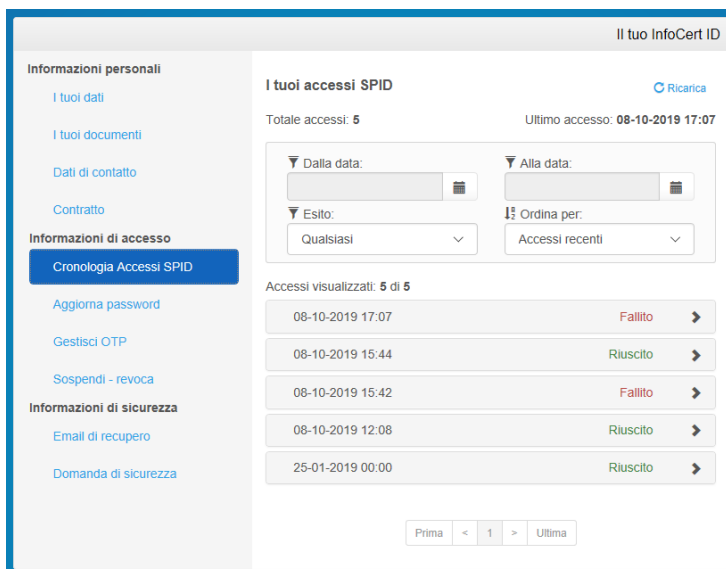 Il tuo InfoCert ID
Informazioni personali
I tuoi dati
I tuoi documenti
Dati di contatto
Contratto
Informazioni di accesso
Cronologia Accessi SPID
Aggiorna password
Gestisci OTP
Sospendi - revoca
Informazioni di sicurezza
Email di recupero
Domanda di sicurezza
I tuoi accessi SPID
Ricarica
Totale accessi: 5
Ultimo accesso: 08-10-2019 17:07
Dalla data:
Alla data:
Esito:
Ordina per:
Qualsiasi
Accessi recenti
Accessi visualizzati: 5 di 5
08-10-2019 17:07 Fallito
08-10-2019 15:44 Riuscito
08-10-2019 15:42 Fallito
08-10-2019 12:08 Riuscito
25-01-2019 00:00 Riuscito
Prima < 1 > Ultima